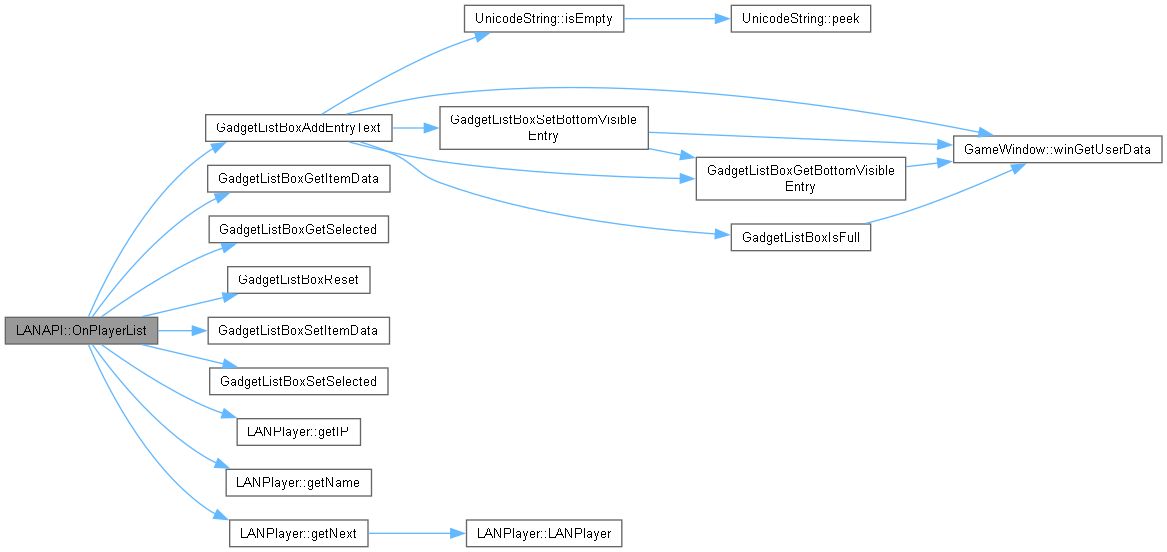 UnicodeString::isEmpty
UnicodeString::peek
GadgetListBoxAddEntryText
GadgetListBoxSetBottomVisible
Entry
GameWindow::winGetUserData
GadgetListBoxGetItemData
GadgetListBoxGetBottomVisible
Entry
GadgetListBoxGetSelected
GadgetListBoxIsFull
GadgetListBoxReset
LANAPI::OnPlayerList
GadgetListBoxSetItemData
GadgetListBoxSetSelected
LANPlayer::getIP
LANPlayer::getName
LANPlayer::getNext
LANPlayer::LANPlayer